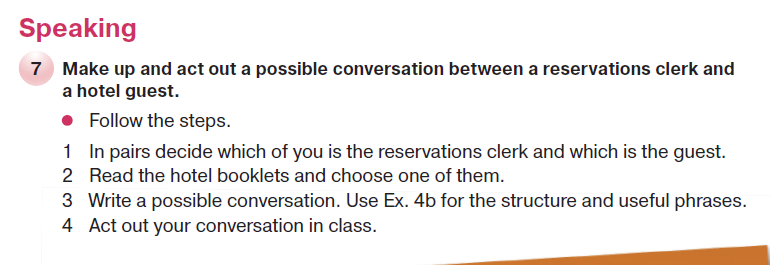 Speaking
7 Make up and act out a possible conversation between a reservations clerk and
a hotel guest.
● Follow the steps.
1 In pairs decide which of you is the reservations clerk and which is the guest.
2 Read the hotel booklets and choose one of them.
3 Write a possible conversation. Use Ex. 4b for the structure and useful phrases.
4 Act out your conversation in class.